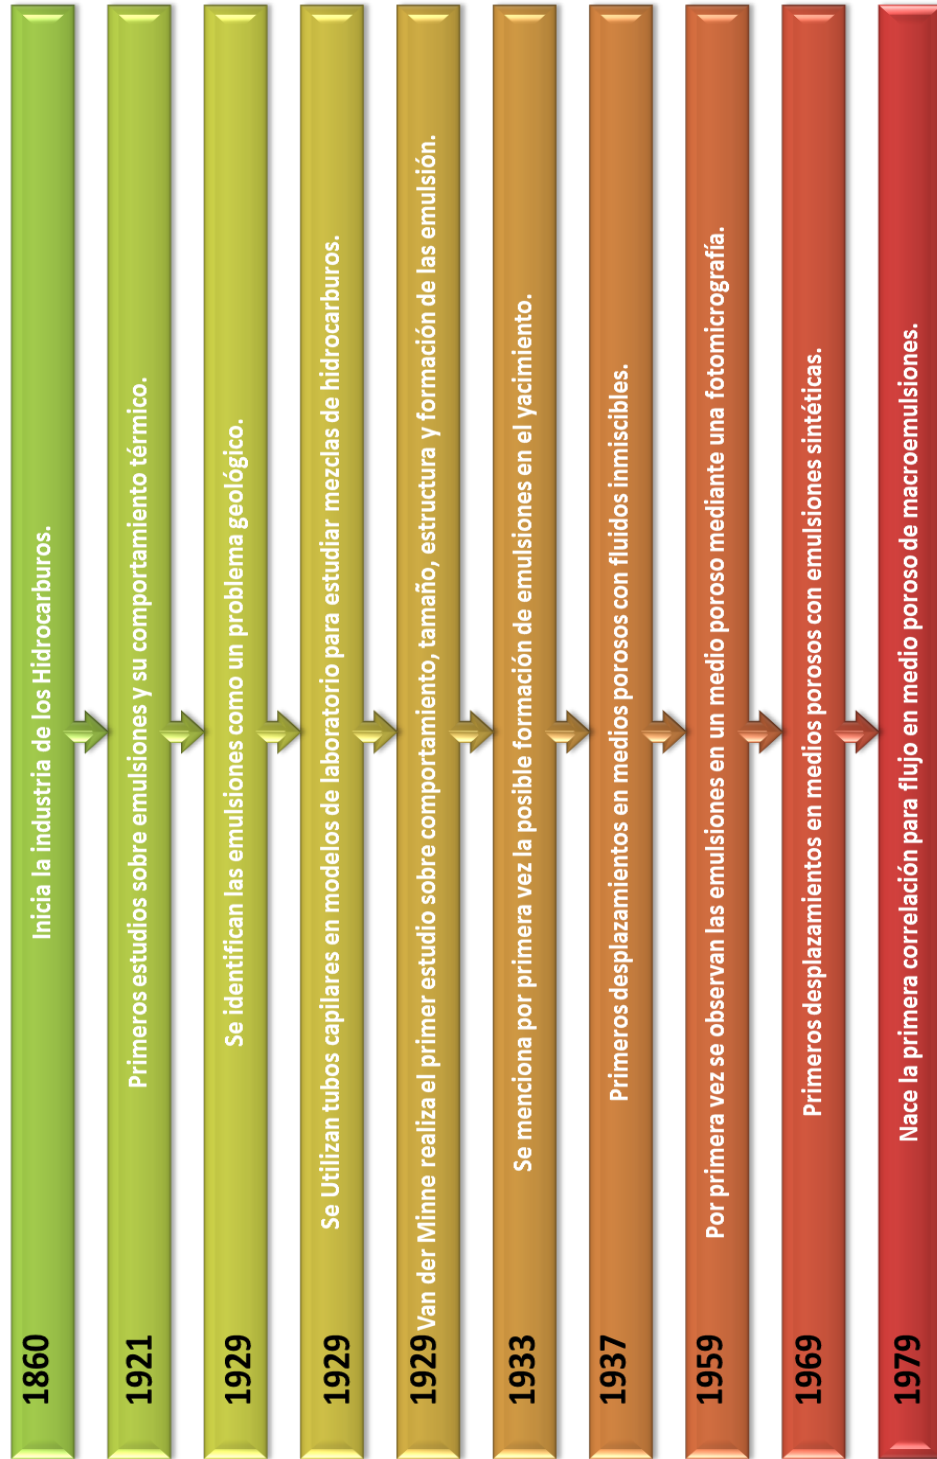 1860 Inicia la industria de los Hidrocarburos.
1921 Primeros estudios sobre emulsiones y su comportamiento térmico.
1929 Se identifican las emulsiones como un problema geológico.
1929 Se Utilizan tubos capilares en modelos de laboratorio para estudiar mezclas de hidrocarburos.
1929 Van der Minne realiza el primer estudio sobre comportamiento, tamaño, estructura y formación de las emulsión.
1933 Se menciona por primera vez la posible formación de emulsiones en el yacimiento.
1937 Primeros desplazamientos en medios porosos con fluidos inmiscibles.
1959 Por primera vez se observan las emulsiones en un medio poroso mediante una fotomicrografía.
1969 Primeros desplazamientos en medios porosos con emulsiones sintéticas.
1979 Nace la primera correlación para flujo en medio poroso de macroemulsiones.